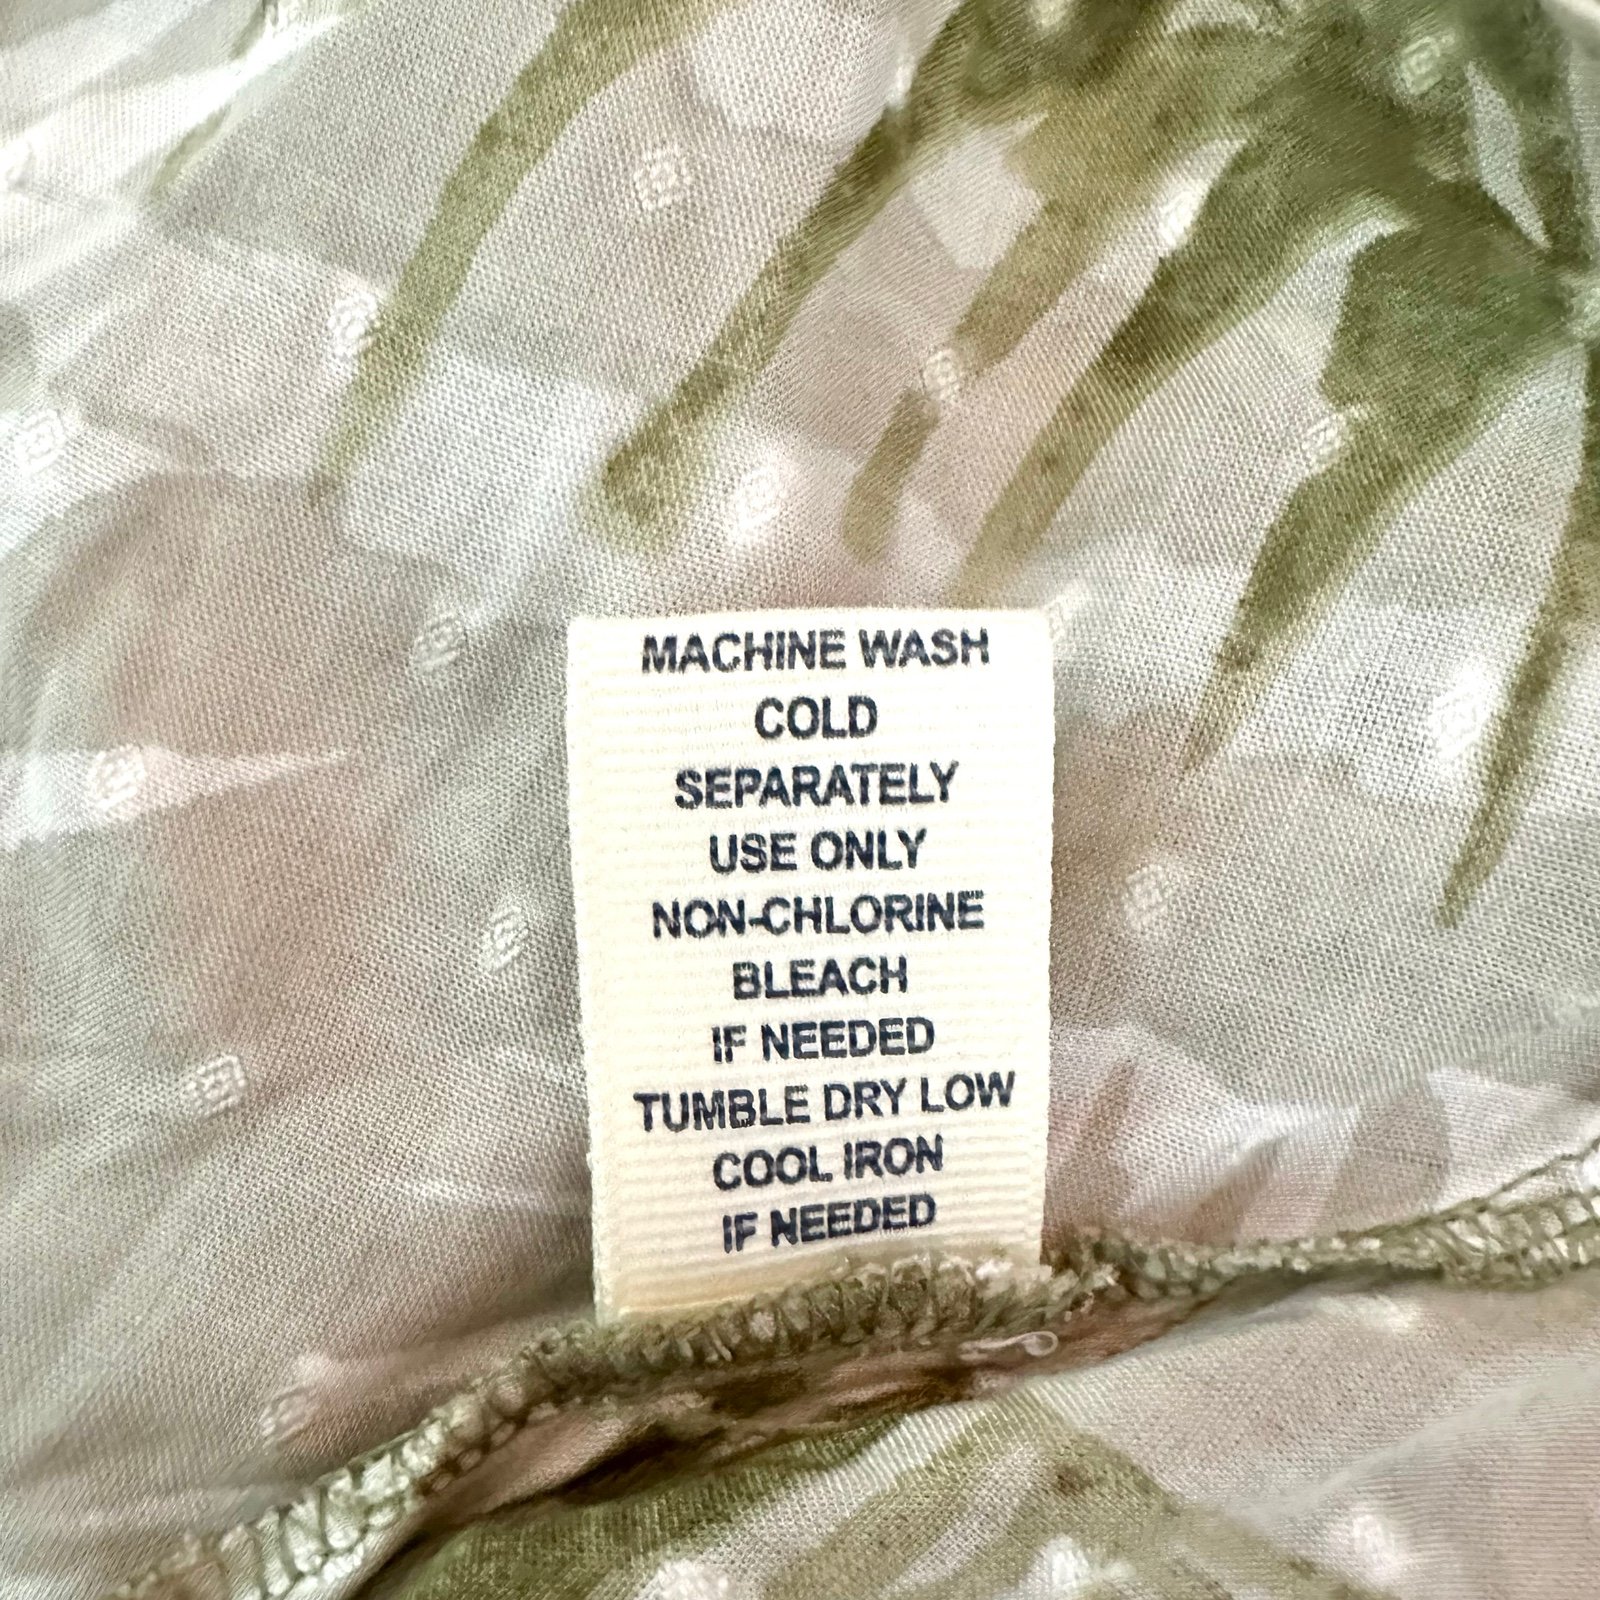 MACHINE WASH
COLD
SEPARATELY
USE ONLY
NON-CHLORINE
BLEACH
IF NEEDED
TUMBLE DRY LOW
COOL IRON
IF NEEDED